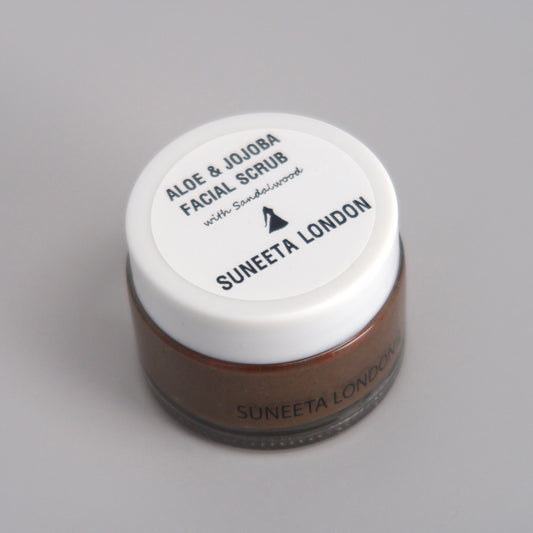 ALOE & JOJOBA
FACIAL SCRUB
with Sandalwood
SUNEETA LONDON
SUNEETA LONDON